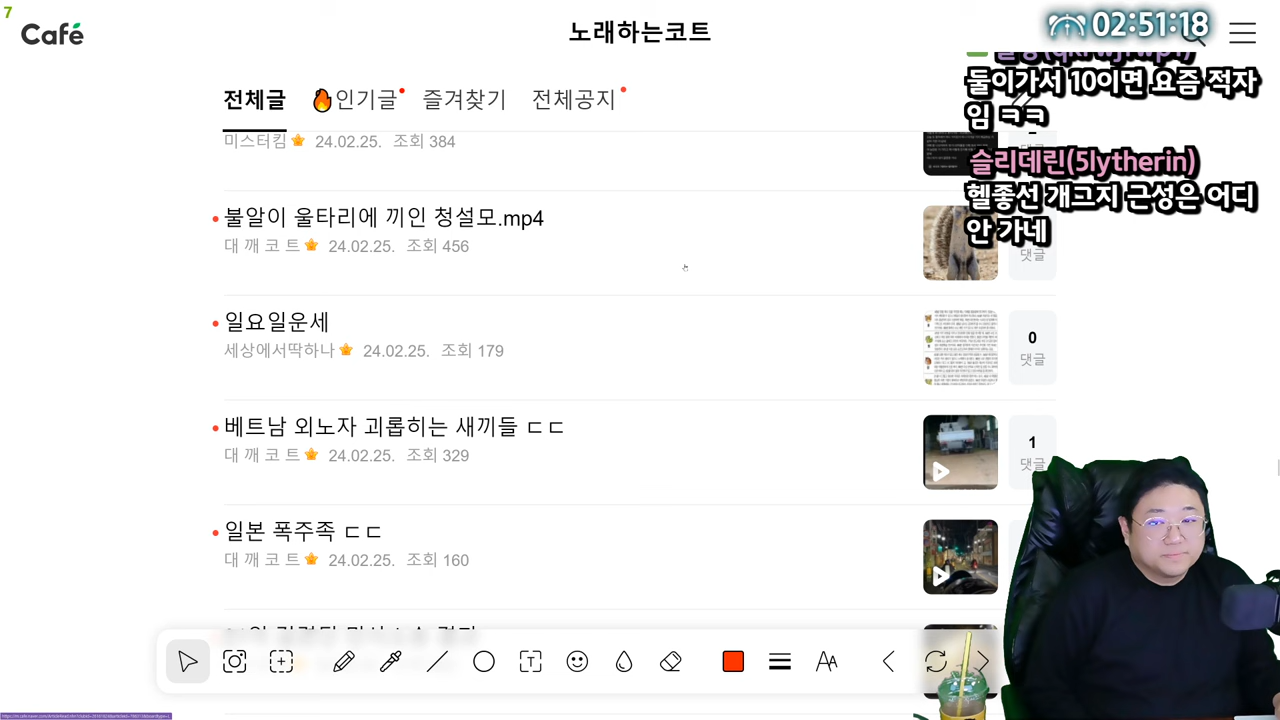 7
Café
노래하는코트
02:51:18
전체글 인기글 즐겨찾기 전체공지
둘이가서 10이면 요즘 적자
임 ㅋㅋ
슬리데린(5lytherin)
헬좋선 개그지 근성은 어디
안 가네
미스터킴 24.02.25. 조회 384
불알이 울타리에 끼인 청설모.mp4
대 깨 코 트 24.02.25. 조회 456
댓글
일요일운세
하나 24.02.25. 조회 179
0
댓글
베트남 외노자 괴롭히는 새끼들 ㄷㄷ
대 깨 코 트 24.02.25. 조회 329
1
댓글
일본 폭주족 ㄷㄷ
대 깨 코 트 24.02.25. 조회 160